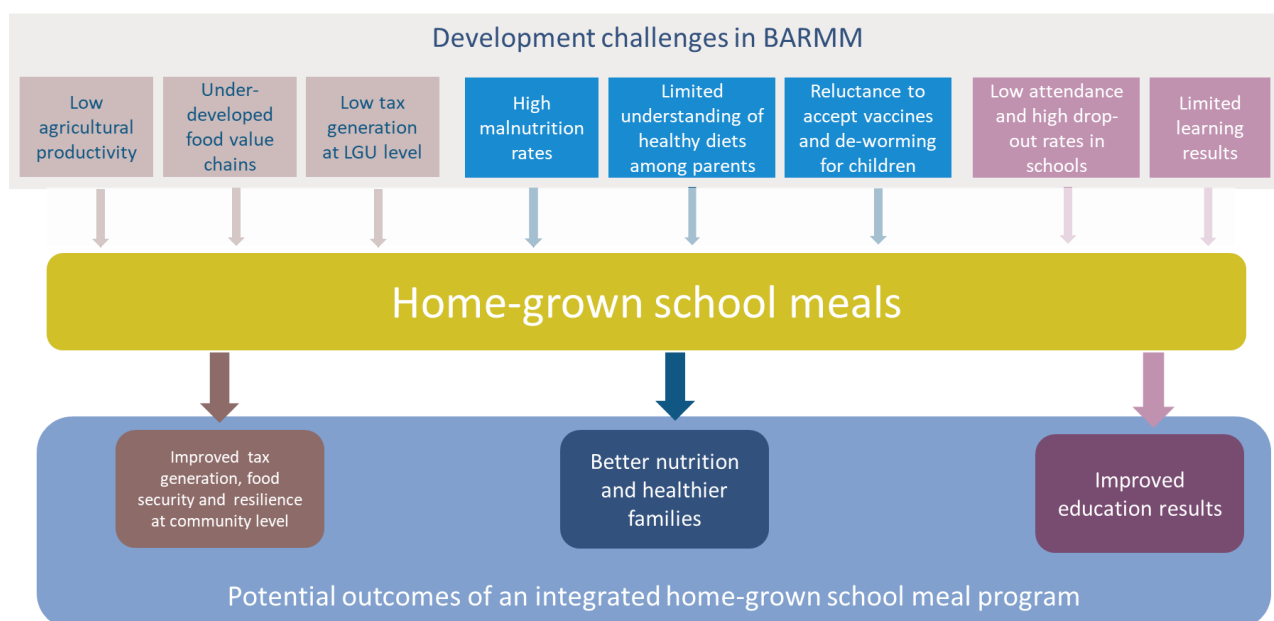 Development challenges in BARMM
Low
agricultural
productivity
Under-
developed
food value
chains
Low tax
generation
at LGU level
High
malnutrition
rates
Limited
understanding of
healthy diets
among parents
Reluctance to
accept vaccines
and de-worming
for children
Low attendance
and high drop-
out rates in
schools
Limited
learning
results
Home-grown school meals
Improved tax
generation, food
security and resilience
at community level
Better nutrition
and healthier
families
Improved
education results
Potential outcomes of an integrated home-grown school meal program